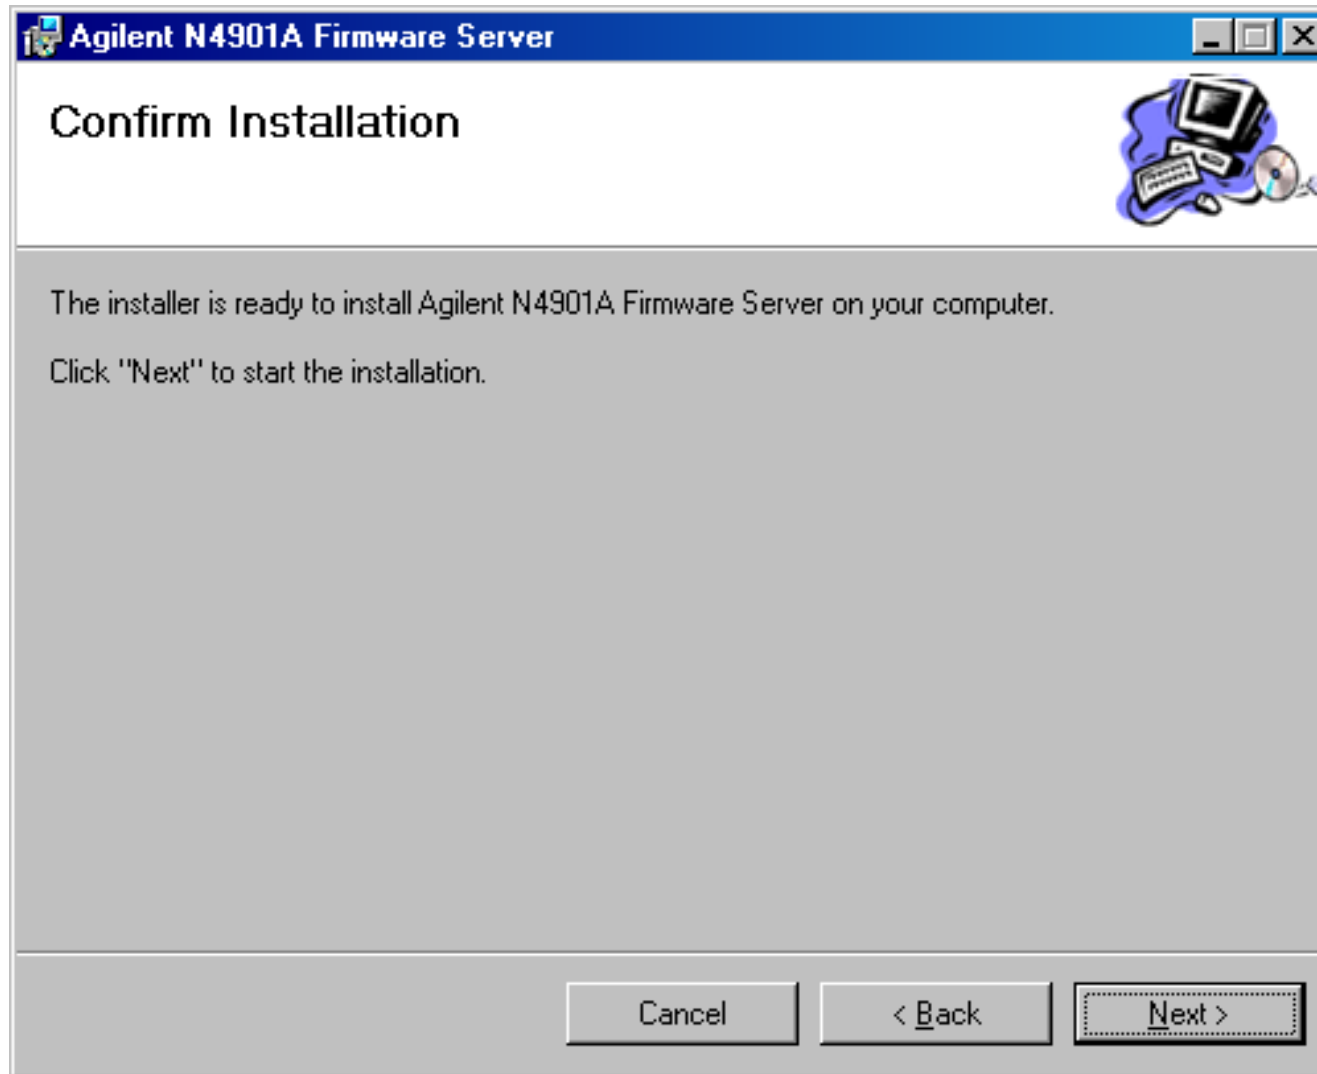 Agilent N4901A Firmware Server
Confirm Installation
The installer is ready to install Agilent N4901A Firmware Server on your computer.
Click "Next" to start the installation.
Cancel
< Back
Next >